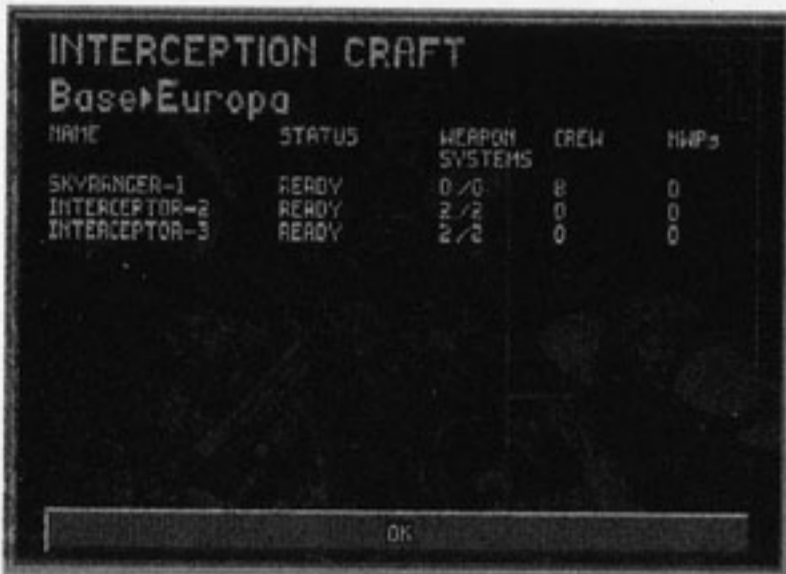 INTERCEPTION CRAFT
Base▶Europa
NAME STATUS WEAPON SYSTEMS CREW HWPs
SKYRANGER-1 READY 0/0 8 0
INTERCEPTOR-2 READY 2/2 0 0
INTERCEPTOR-3 READY 2/2 0 0
OK